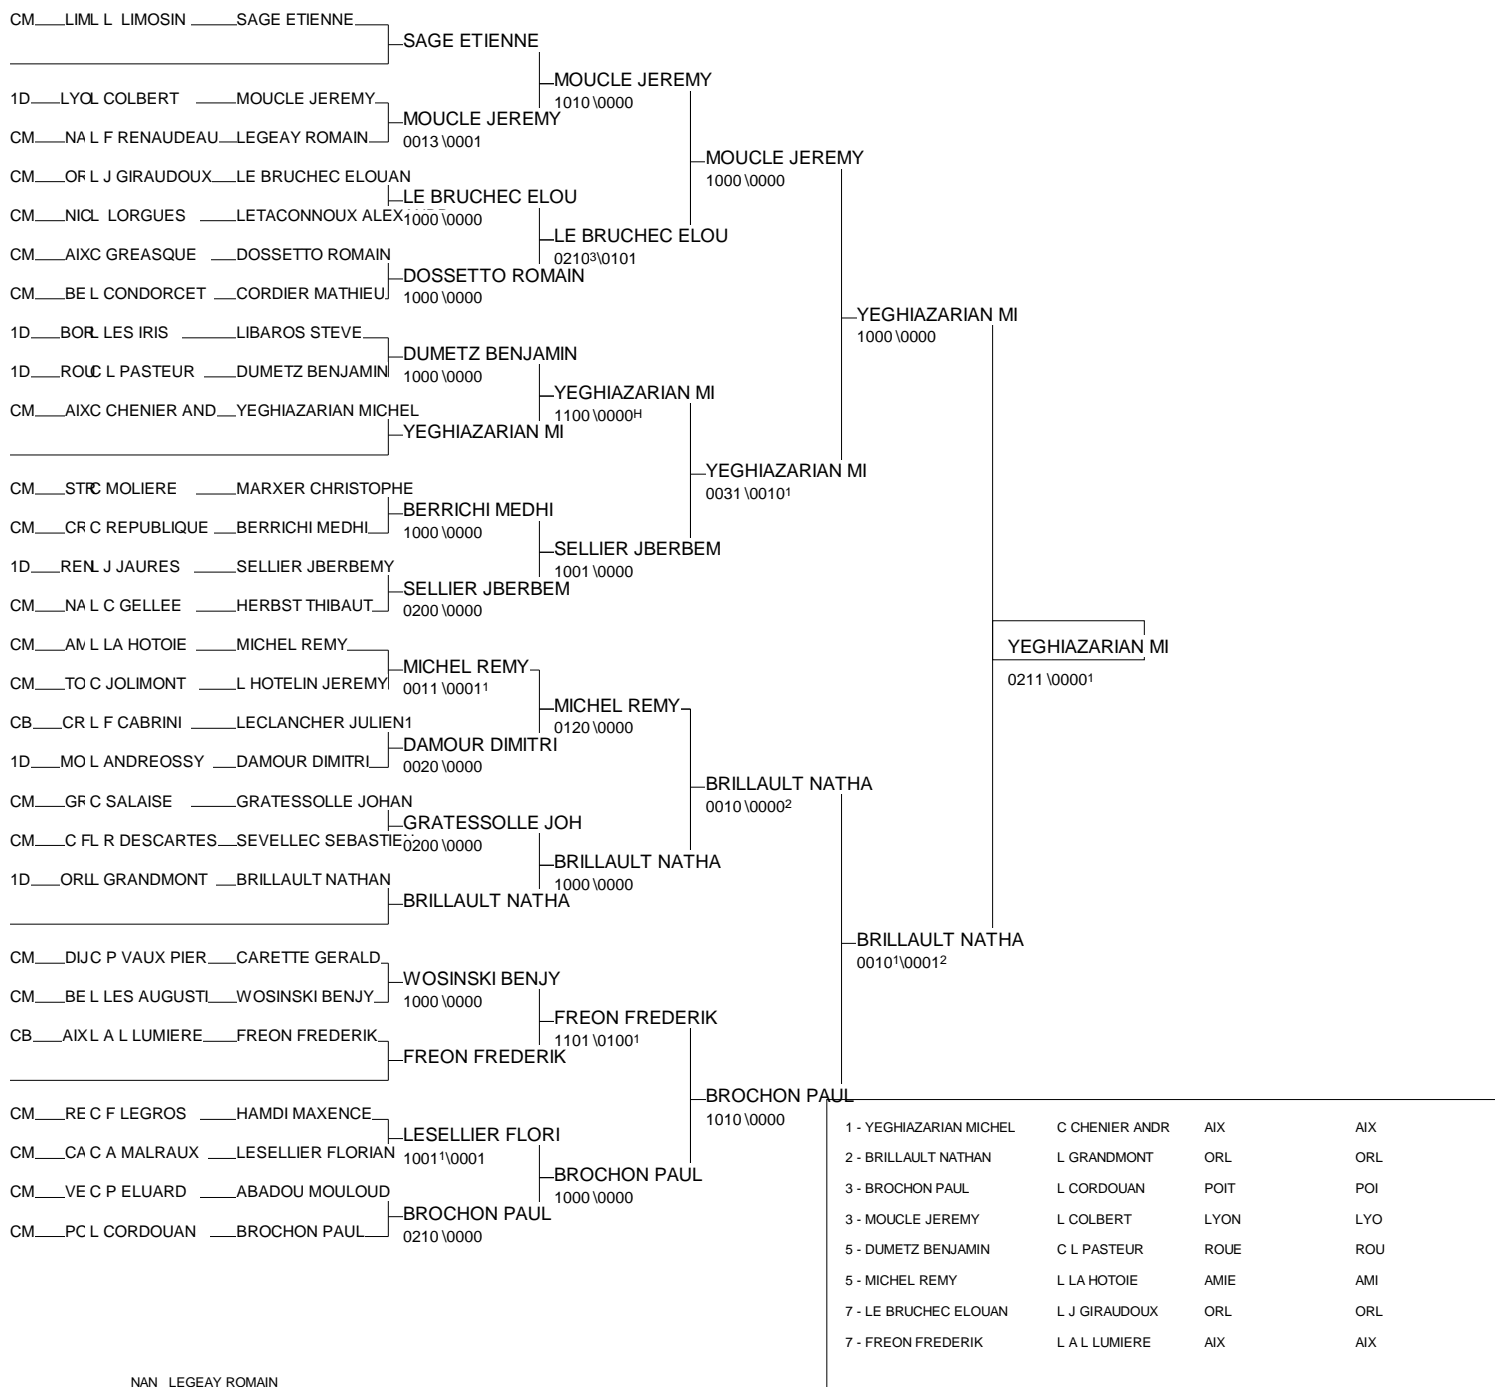 CM LIML L LIMOSIN SAGE ETIENNE
SAGE ETIENNE
MOUCLE JEREMY
1010 \0000
1D LYOL COLBERT MOUCLE JEREMY
MOUCLE JEREMY
0013 \0001
CM NA L F RENAUDEAU LEGEAY ROMAIN
MOUCLE JEREMY
1000 \0000
CM OR L J GIRAUDOUX LE BRUCHEC ELOUAN
LE BRUCHEC ELOU
1000 \0000
CM NICL LORGUES LETACONNOUX ALEX
LE BRUCHEC ELOU
0210³\0101
CM AIXC GREASQUE DOSSETTO ROMAIN
DOSSETTO ROMAIN
1000 \0000
CM BE L CONDORCET CORDIER MATHIEU
YEGHIAZARIAN MI
1000 \0000
1D BORL LES IRIS LIBAROS STEVE
DUMETZ BENJAMIN
1000 \0000
1D ROUC L PASTEUR DUMETZ BENJAMIN
YEGHIAZARIAN MI
1100 \0000ᴴ
CM AIXC CHENIER AND YEGHIAZARIAN MICHEL
YEGHIAZARIAN MI
YEGHIAZARIAN MI
0031 \0010¹
CM STRC MOLIERE MARXER CHRISTOPHE
BERRICHI MEDHI
1000 \0000
CM CR C REPUBLIQUE BERRICHI MEDHI
SELLIER JBERBEM
1001 \0000
1D RENL J JAURES SELLIER JBERBEMY
SELLIER JBERBEM
0200 \0000
CM NA L C GELLEE HERBST THIBAUT
YEGHIAZARIAN MI
0211 \0000¹
CM AM L LA HOTOIE MICHEL REMY
MICHEL REMY
0011 \0001¹
CM TO C JOLIMONT L HOTELIN JEREMY
MICHEL REMY
0120 \0000
CB CR L F CABRINI LECLANCHER JULIEN1
DAMOUR DIMITRI
0020 \0000
1D MO L ANDREOSSY DAMOUR DIMITRI
BRILLAULT NATHA
0010 \0000²
CM GR C SALAISE GRATESSOLLE JOHAN
GRATESSOLLE JOH
0200 \0000
CM C FL R DESCARTES SEVELLEC SEBASTIE
BRILLAULT NATHA
1000 \0000
1D ORLL GRANDMONT BRILLAULT NATHAN
BRILLAULT NATHA
BRILLAULT NATHA
0010¹\0001²
CM DIJC P VAUX PIER CARETTE GERALD
WOSINSKI BENJY
1000 \0000
CM BE L LES AUGUSTI WOSINSKI BENJY
FREON FREDERIK
1101 \0100¹
CB AIXL A L LUMIERE FREON FREDERIK
FREON FREDERIK
BROCHON PAUL
1010 \0000
CM RE C F LEGROS HAMDI MAXENCE
LESELLIER FLORI
1001¹\0001
CM CA C A MALRAUX LESELLIER FLORIAN
BROCHON PAUL
1000 \0000
CM VE C P ELUARD ABADOU MOULOUD
BROCHON PAUL
0210 \0000
CM PO L CORDOUAN BROCHON PAUL
1 - YEGHIAZARIAN MICHEL C CHENIER ANDR AIX AIX
2 - BRILLAULT NATHAN L GRANDMONT ORL ORL
3 - BROCHON PAUL L CORDOUAN POIT POI
3 - MOUCLE JEREMY L COLBERT LYON LYO
5 - DUMETZ BENJAMIN C L PASTEUR ROUE ROU
5 - MICHEL REMY L LA HOTOIE AMIE AMI
7 - LE BRUCHEC ELOUAN L J GIRAUDOUX ORL ORL
7 - FREON FREDERIK L A L LUMIERE AIX AIX
NAN LEGEAY ROMAIN